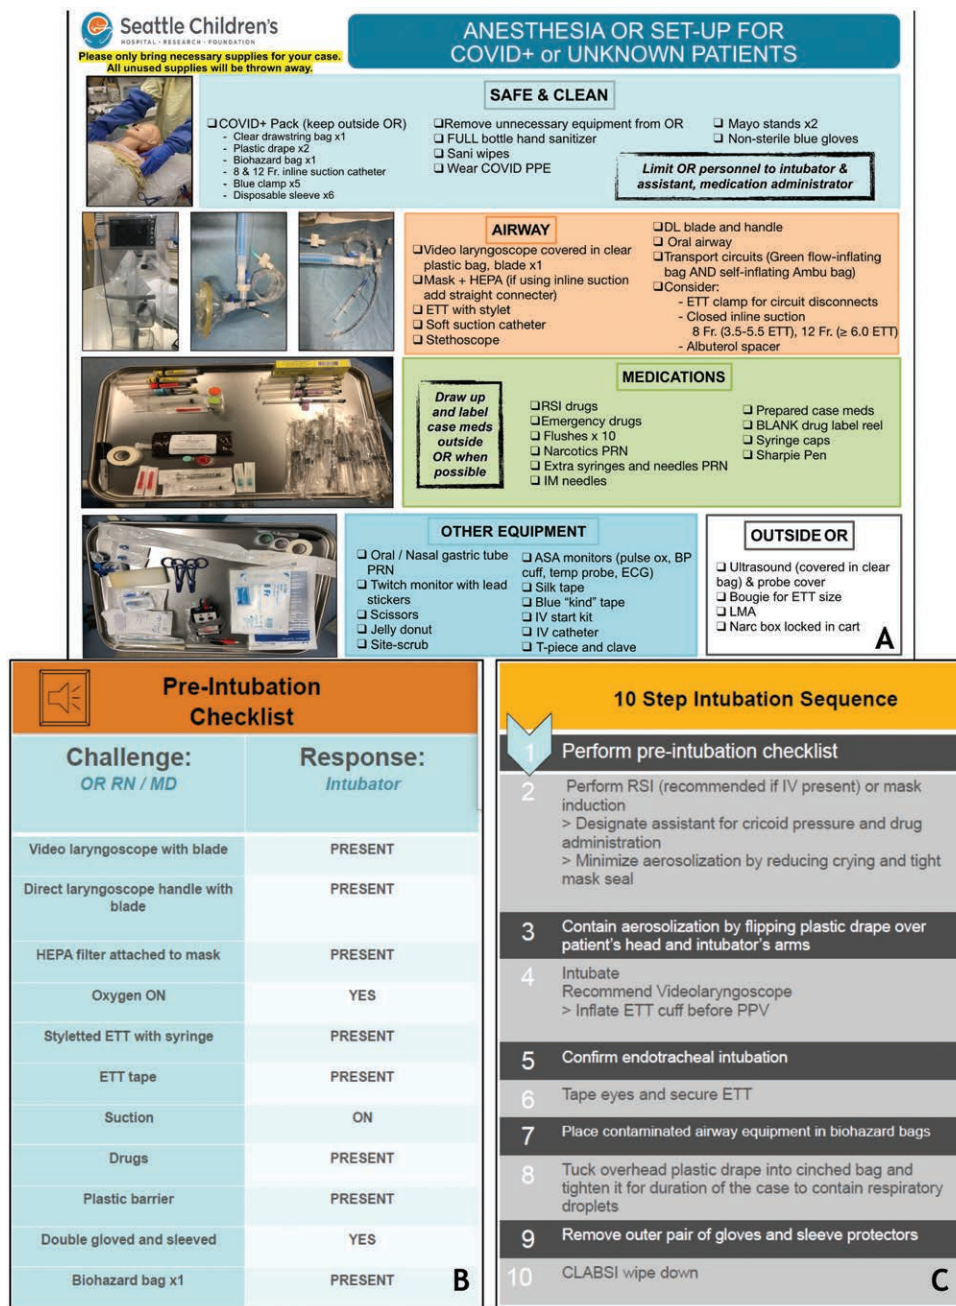 Seattle Children's
HOSPITAL · RESEARCH · FOUNDATION
Please only bring necessary supplies for your case.
All unused supplies will be thrown away.
ANESTHESIA OR SET-UP FOR
COVID+ or UNKNOWN PATIENTS
SAFE & CLEAN
❑COVID+ Pack (keep outside OR)
- Clear drawstring bag x1
- Plastic drape x2
- Biohazard bag x1
- 8 & 12 Fr. inline suction catheter
- Blue clamp x5
- Disposable sleeve x6
❑Remove unnecessary equipment from OR
❑FULL bottle hand sanitizer
❑Sani wipes
❑Wear COVID PPE
❑ Mayo stands x2
❑ Non-sterile blue gloves
Limit OR personnel to intubator &
assistant, medication administrator
AIRWAY
❑Video laryngoscope covered in clear
plastic bag, blade x1
❑Mask + HEPA (if using inline suction
add straight connecter)
❑ ETT with stylet
❑ Soft suction catheter
❑ Stethoscope
❑DL blade and handle
❑ Oral airway
❑Transport circuits (Green flow-inflating
bag AND self-inflating Ambu bag)
❑Consider:
- ETT clamp for circuit disconnects
- Closed inline suction
8 Fr. (3.5-5.5 ETT), 12 Fr. (≥ 6.0 ETT)
- Albuterol spacer
MEDICATIONS
Draw up
and label
case meds
outside
OR when
possible
❑RSI drugs
❑Emergency drugs
❑ Flushes x 10
❑ Narcotics PRN
❑ Extra syringes and needles PRN
❑ IM needles
❑ Prepared case meds
❑ BLANK drug label reel
❑ Syringe caps
❑ Sharpie Pen
OTHER EQUIPMENT
❑ Oral / Nasal gastric tube
PRN
❑ Twitch monitor with lead
stickers
❑ Scissors
❑ Jelly donut
❑ Site-scrub
❑ ASA monitors (pulse ox, BP
cuff, temp probe, ECG)
❑ Silk tape
❑ Blue "kind" tape
❑ IV start kit
❑ IV catheter
❑ T-piece and clave
OUTSIDE OR
❑ Ultrasound (covered in clear
bag) & probe cover
❑ Bougie for ETT size
❑ LMA
❑ Narc box locked in cart
A
Pre-Intubation
Checklist
Challenge:
OR RN / MD
Response:
Intubator
Video laryngoscope with blade
PRESENT
Direct laryngoscope handle with
blade
PRESENT
HEPA filter attached to mask
PRESENT
Oxygen ON
YES
Styletted ETT with syringe
PRESENT
ETT tape
PRESENT
Suction
ON
Drugs
PRESENT
Plastic barrier
PRESENT
Double gloved and sleeved
YES
Biohazard bag x1
PRESENT
B
10 Step Intubation Sequence
1 Perform pre-intubation checklist
2 Perform RSI (recommended if IV present) or mask
induction
> Designate assistant for cricoid pressure and drug
administration
> Minimize aerosolization by reducing crying and tight
mask seal
3 Contain aerosolization by flipping plastic drape over
patient's head and intubator's arms
4 Intubate
Recommend Videolaryngoscope
> Inflate ETT cuff before PPV
5 Confirm endotracheal intubation
6 Tape eyes and secure ETT
7 Place contaminated airway equipment in biohazard bags
8 Tuck overhead plastic drape into cinched bag and
tighten it for duration of the case to contain respiratory
droplets
9 Remove outer pair of gloves and sleeve protectors
10 CLABSI wipe down
C